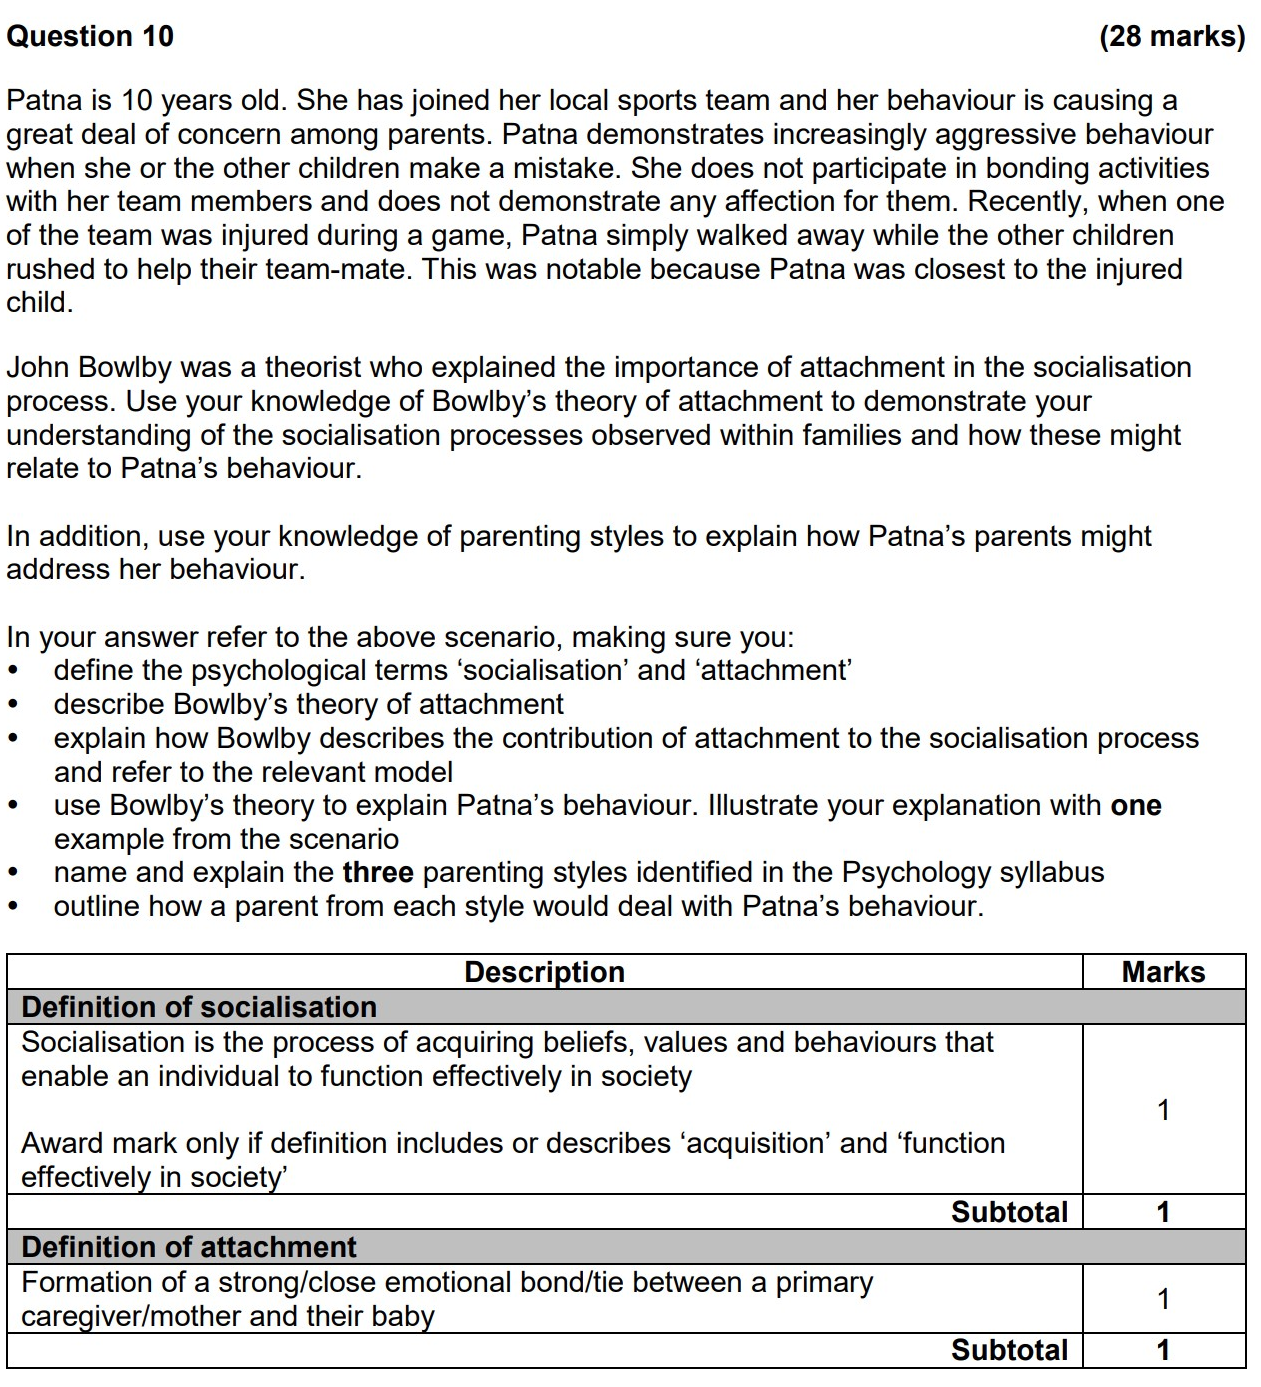 Question 10 (28 marks)
Patna is 10 years old. She has joined her local sports team and her behaviour is causing a
great deal of concern among parents. Patna demonstrates increasingly aggressive behaviour
when she or the other children make a mistake. She does not participate in bonding activities
with her team members and does not demonstrate any affection for them. Recently, when one
of the team was injured during a game, Patna simply walked away while the other children
rushed to help their team-mate. This was notable because Patna was closest to the injured
child.
John Bowlby was a theorist who explained the importance of attachment in the socialisation
process. Use your knowledge of Bowlby’s theory of attachment to demonstrate your
understanding of the socialisation processes observed within families and how these might
relate to Patna’s behaviour.
In addition, use your knowledge of parenting styles to explain how Patna’s parents might
address her behaviour.
In your answer refer to the above scenario, making sure you:
• define the psychological terms ‘socialisation’ and ‘attachment’
• describe Bowlby’s theory of attachment
• explain how Bowlby describes the contribution of attachment to the socialisation process
and refer to the relevant model
• use Bowlby’s theory to explain Patna’s behaviour. Illustrate your explanation with one
example from the scenario
• name and explain the three parenting styles identified in the Psychology syllabus
• outline how a parent from each style would deal with Patna’s behaviour.
Description Marks
Definition of socialisation
Socialisation is the process of acquiring beliefs, values and behaviours that
enable an individual to function effectively in society
1
Award mark only if definition includes or describes ‘acquisition’ and ‘function
effectively in society’
Subtotal 1
Definition of attachment
Formation of a strong/close emotional bond/tie between a primary
caregiver/mother and their baby
1
Subtotal 1